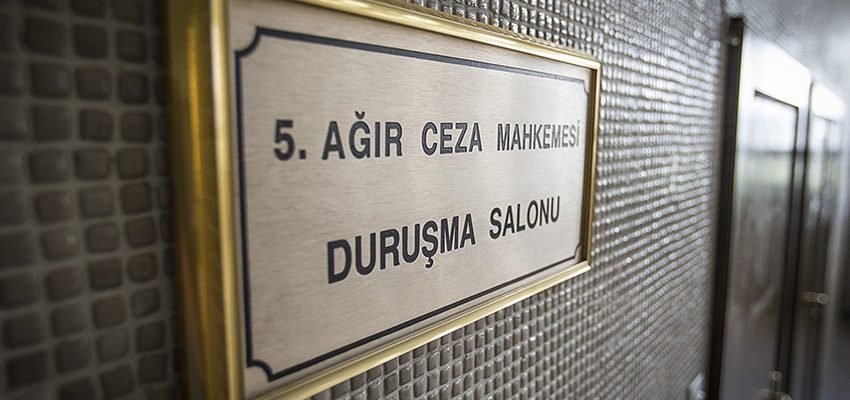 5. AĞIR CEZA MAHKEMESİ
DURUŞMA SALONU